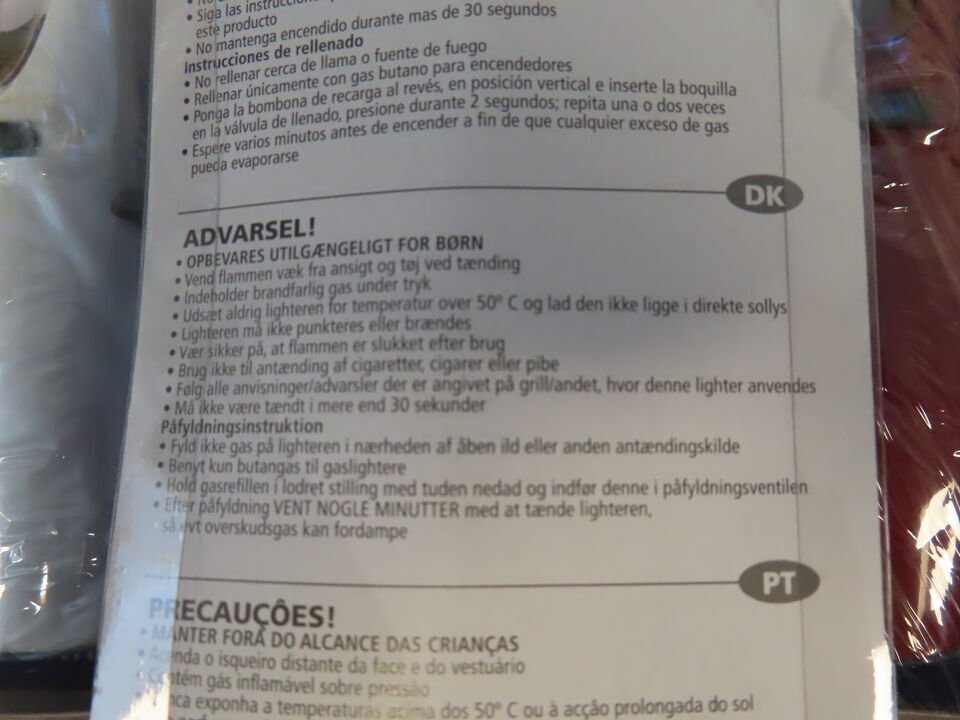 • Siga las
este producto
• No mantenga encendido durante mas de 30 segundos
Instrucciones de rellenado
• No rellenar cerca de llama o fuente de fuego
• Rellenar únicamente con gas butano para encendedores
• Ponga la bombona de recarga al revés, en posición vertical e inserte la boquilla
en la válvula de llenado, presione durante 2 segundos; repita una o dos veces
• Espere varios minutos antes de encender a fin de que cualquier exceso de gas
pueda evaporarse
DK
ADVARSEL!
• OPBEVARES UTILGÆNGELIGT FOR BØRN
• Vend flammen væk fra ansigt og tøj ved tænding
• Indeholder brandfarlig gas under tryk
• Udsæt aldrig lighteren for temperatur over 50º C og lad den ikke ligge i direkte sollys
• Lighteren må ikke punkteres eller brændes
• Vær sikker på, at flammen er slukket efter brug
• Brug ikke til antænding af cigaretter, cigarer eller pibe
• Følg alle anvisninger/advarsler der er angivet på grill/andet, hvor denne lighter anvendes
• Må ikke være tændt i mere end 30 sekunder
Påfyldningsinstruktion
• Fyld ikke gas på lighteren i nærheden af åben ild eller anden antændingskilde
• Benyt kun butangas til gaslightere
• Hold gasrefillen i lodret stilling med tuden nedad og indfør denne i påfyldningsventilen
• Efter påfyldning VENT NOGLE MINUTTER med at tænde lighteren,
så evt overskudsgas kan fordampe
PT
PRECAUÇÔES!
• MANTER FORA DO ALCANCE DAS CRIANÇAS
• Acenda o isqueiro distante da face e do vestuário
• Contém gás inflamável sobre pressão
exponha a temperaturas acima dos 50º C ou à acção prolongada do sol